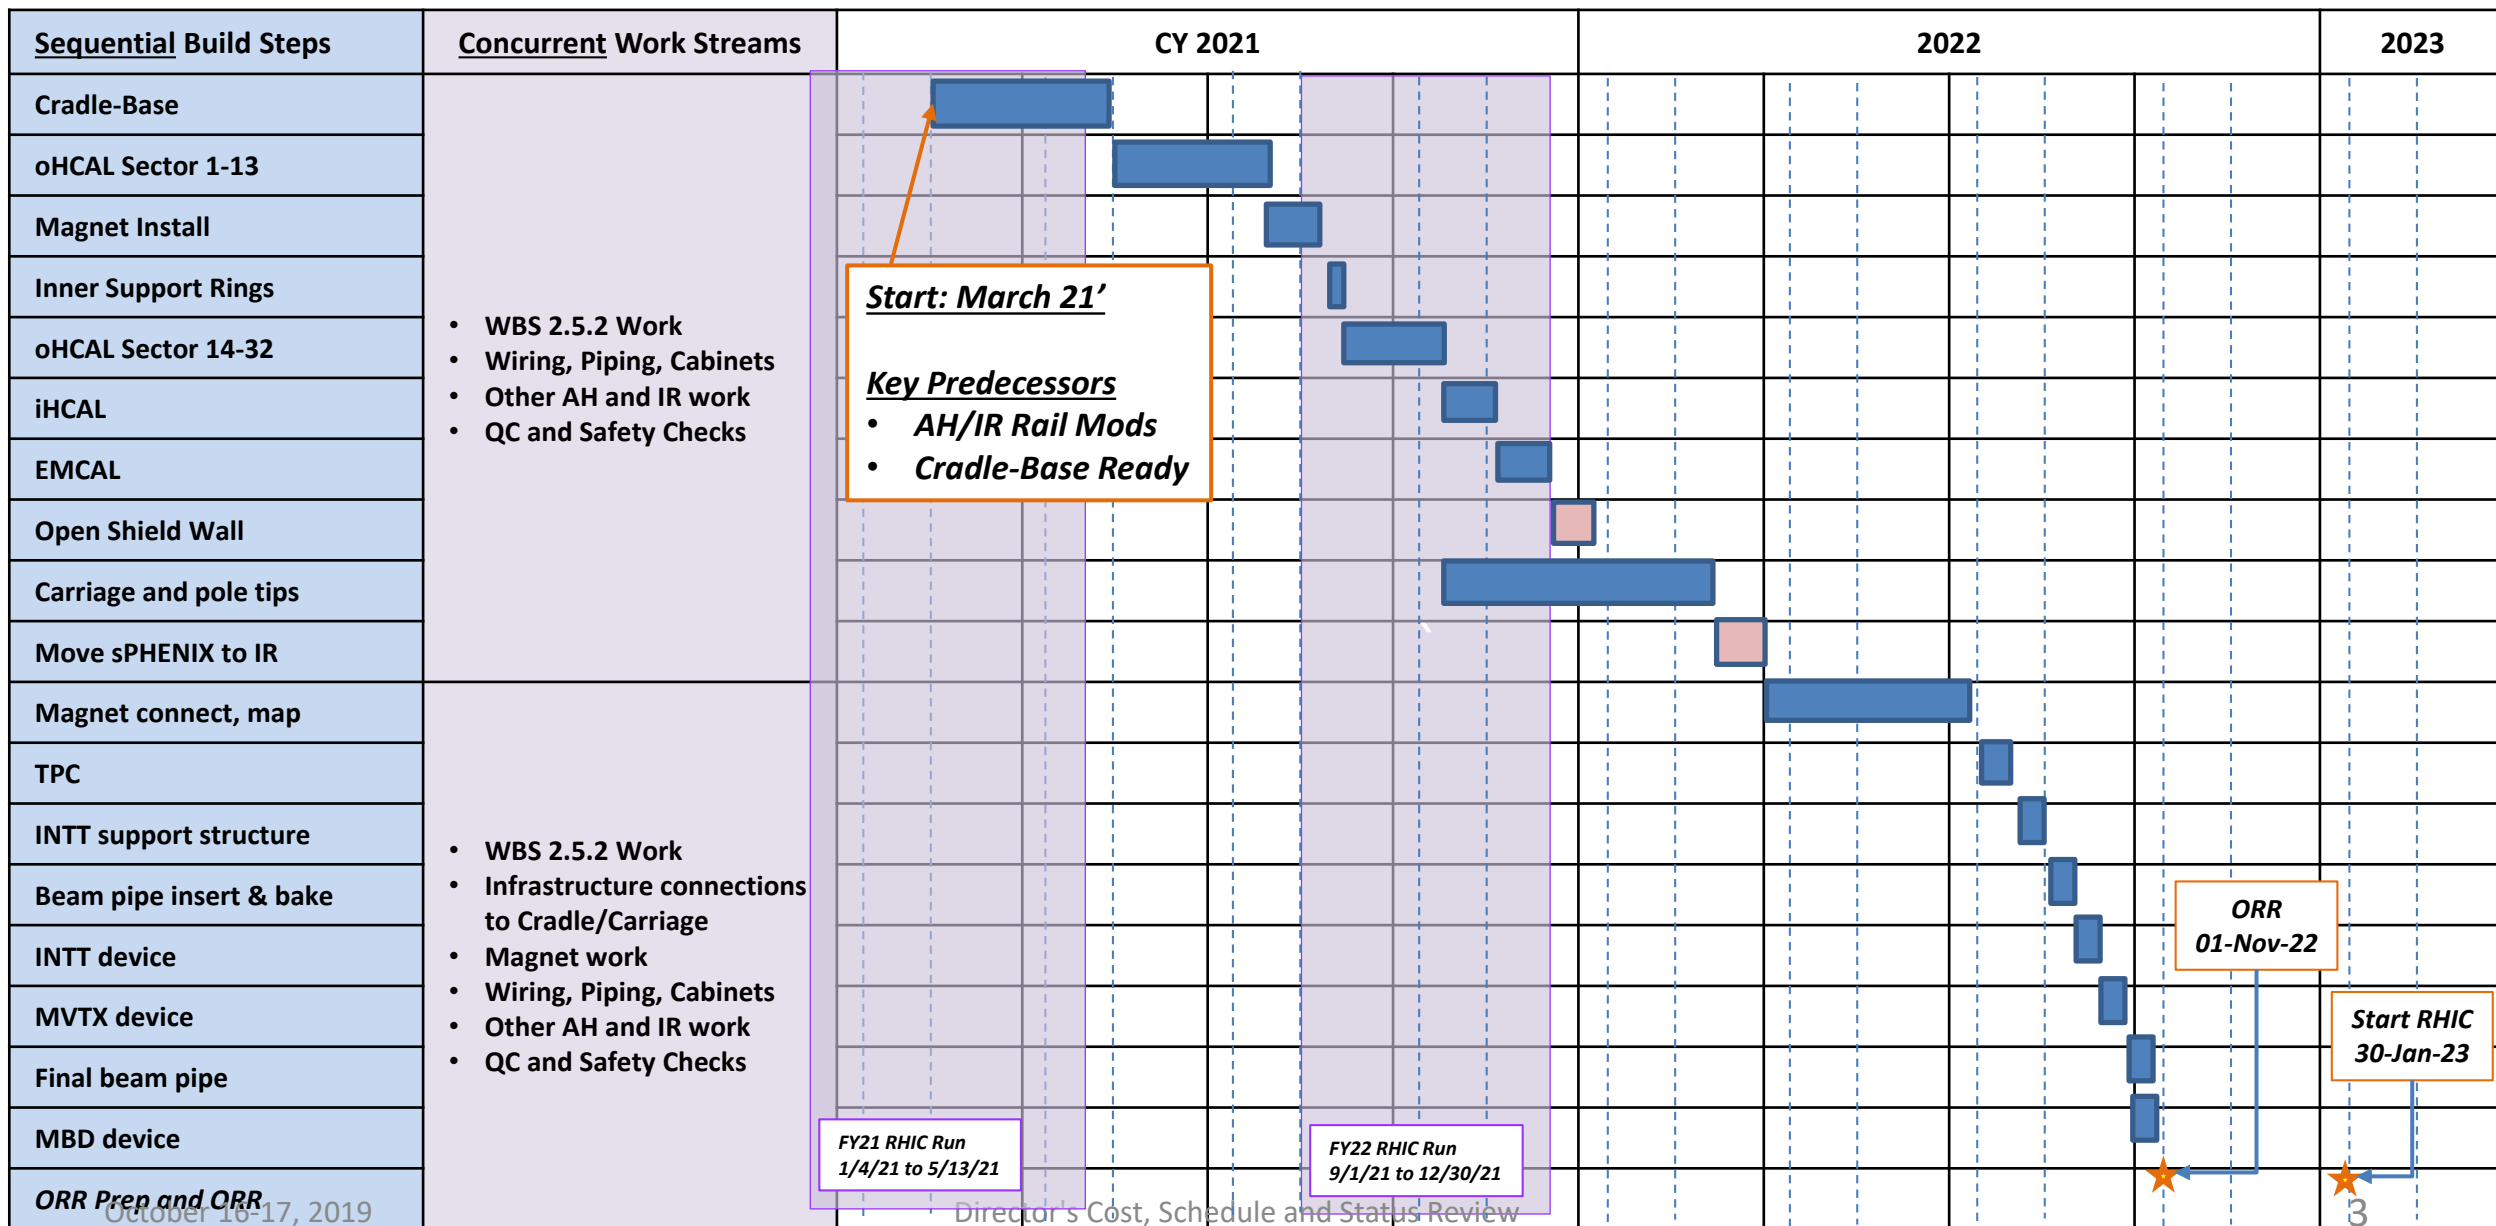 Sequential Build Steps
Concurrent Work Streams
CY 2021
2022
2023
Cradle-Base
oHCAL Sector 1-13
Magnet Install
Inner Support Rings
oHCAL Sector 14-32
iHCAL
EMCAL
Open Shield Wall
Carriage and pole tips
Move sPHENIX to IR
Magnet connect, map
TPC
INTT support structure
Beam pipe insert & bake
INTT device
MVTX device
Final beam pipe
MBD device
ORR Prep and ORR
• WBS 2.5.2 Work
• Wiring, Piping, Cabinets
• Other AH and IR work
• QC and Safety Checks
• WBS 2.5.2 Work
• Infrastructure connections
to Cradle/Carriage
• Magnet work
• Wiring, Piping, Cabinets
• Other AH and IR work
• QC and Safety Checks
Start: March 21’
Key Predecessors
• AH/IR Rail Mods
• Cradle-Base Ready
`
FY21 RHIC Run
1/4/21 to 5/13/21
FY22 RHIC Run
9/1/21 to 12/30/21
ORR
01-Nov-22
Start RHIC
30-Jan-23
October 16-17, 2019
Director's Cost, Schedule and Status Review
3